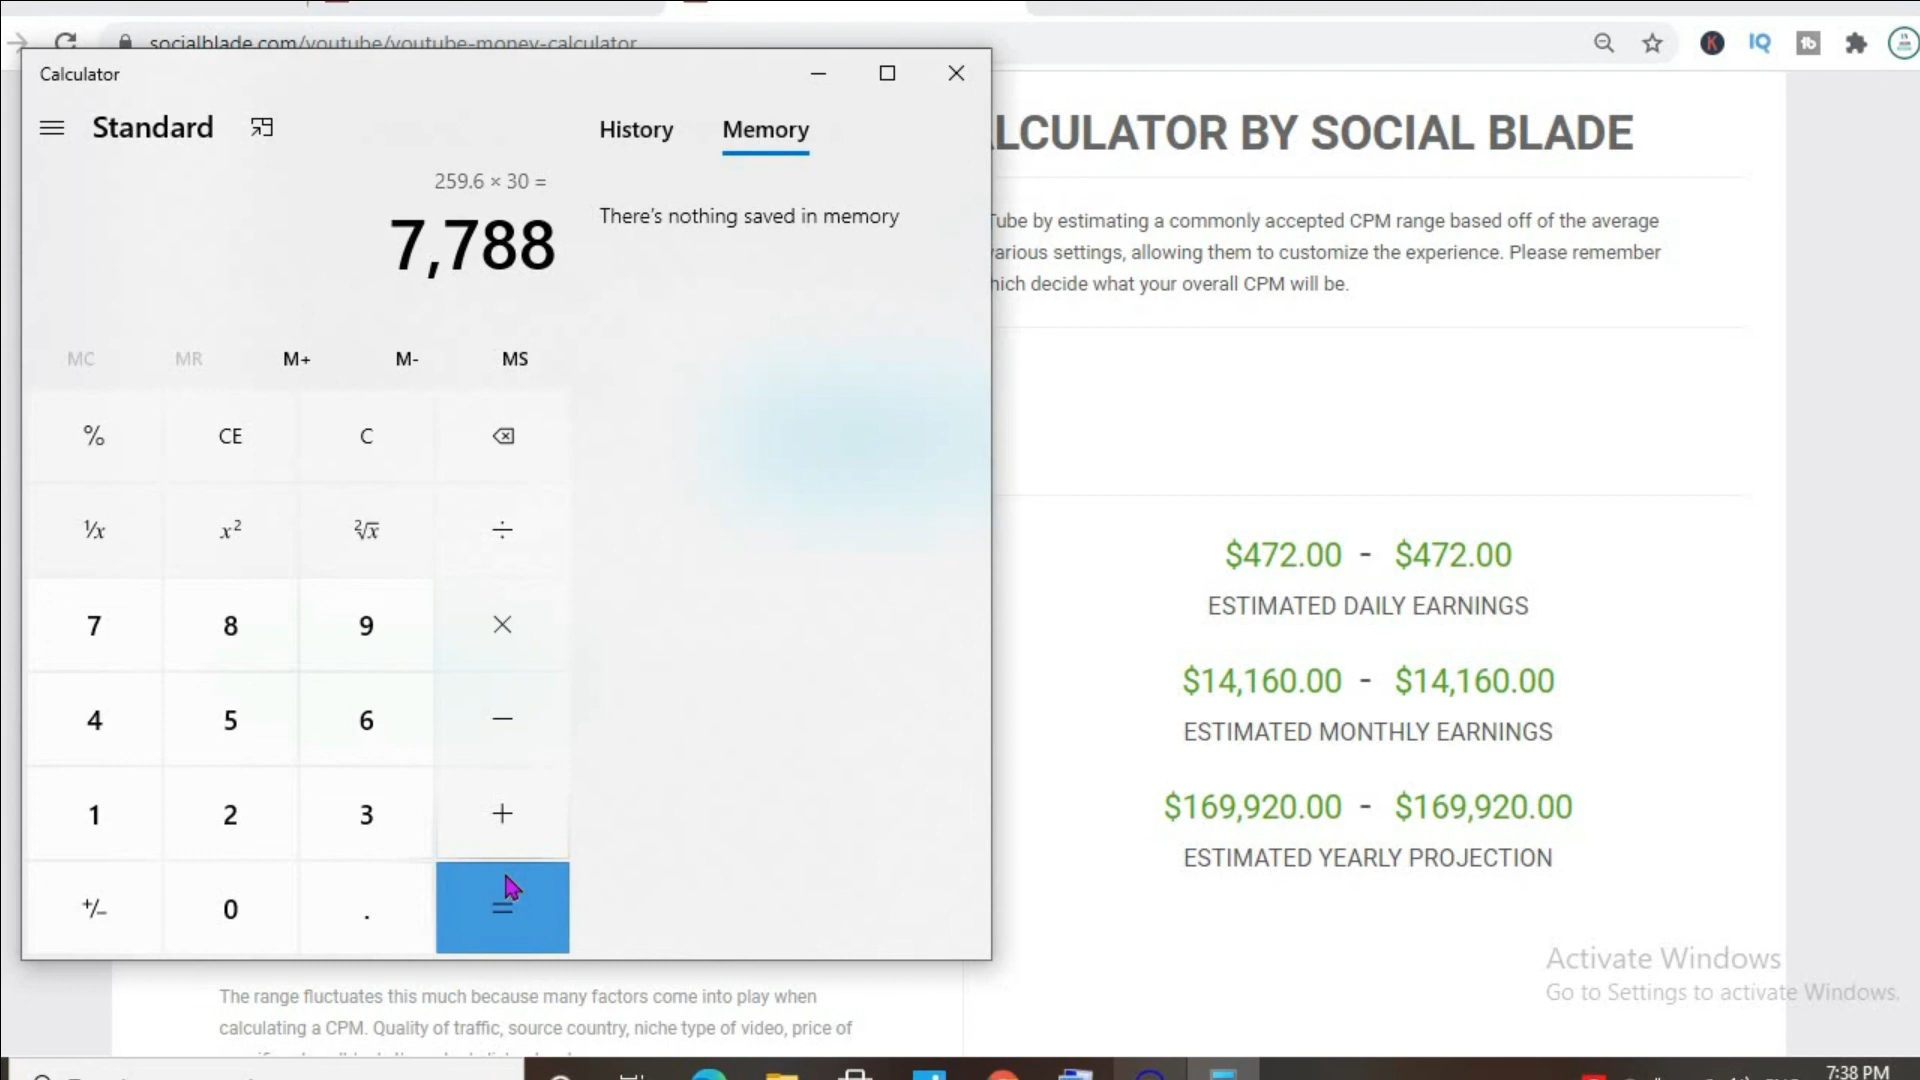 socialblade.com/youtube/youtube-money-calculator
IQ
Calculator
Standard
History
Memory
259.6 × 30 =
7,788
There's nothing saved in memory
MC MR M+ M- MS
% CE C
¹/x x² ²√x ÷
7 8 9 ×
4 5 6 −
1 2 3 +
+/− 0 . =
LCULATOR BY SOCIAL BLADE
Tube by estimating a commonly accepted CPM range based off of the average
arious settings, allowing them to customize the experience. Please remember
hich decide what your overall CPM will be.
$472.00 - $472.00
ESTIMATED DAILY EARNINGS
$14,160.00 - $14,160.00
ESTIMATED MONTHLY EARNINGS
$169,920.00 - $169,920.00
ESTIMATED YEARLY PROJECTION
The range fluctuates this much because many factors come into play when
calculating a CPM. Quality of traffic, source country, niche type of video, price of
Activate Windows
Go to Settings to activate Windows.
7:38 PM